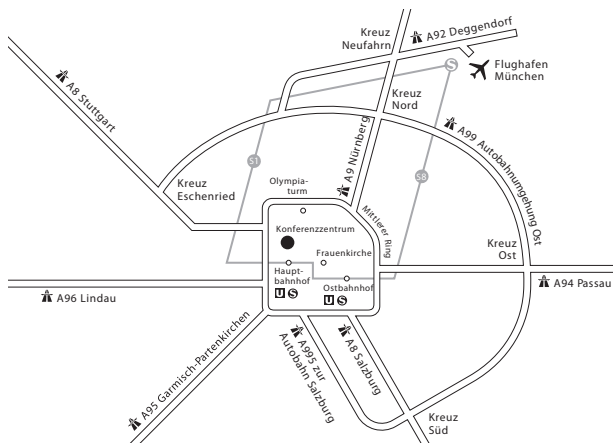 Kreuz
Neufahrn
A92 Deggendorf
S
Flughafen
München
A8 Stuttgart
Kreuz
Nord
A9 Nürnberg
A99 Autobahnumgehung Ost
S1
S8
Kreuz
Eschenried
Olympia-
turm
Mittlerer Ring
Konferenzzentrum
Frauenkirche
Kreuz
Ost
Haupt-
bahnhof
U S
Ostbahnhof
U S
A96 Lindau
A94 Passau
A95 Garmisch-Partenkirchen
A995 zur
Autobahn Salzburg
A8 Salzburg
Kreuz
Süd